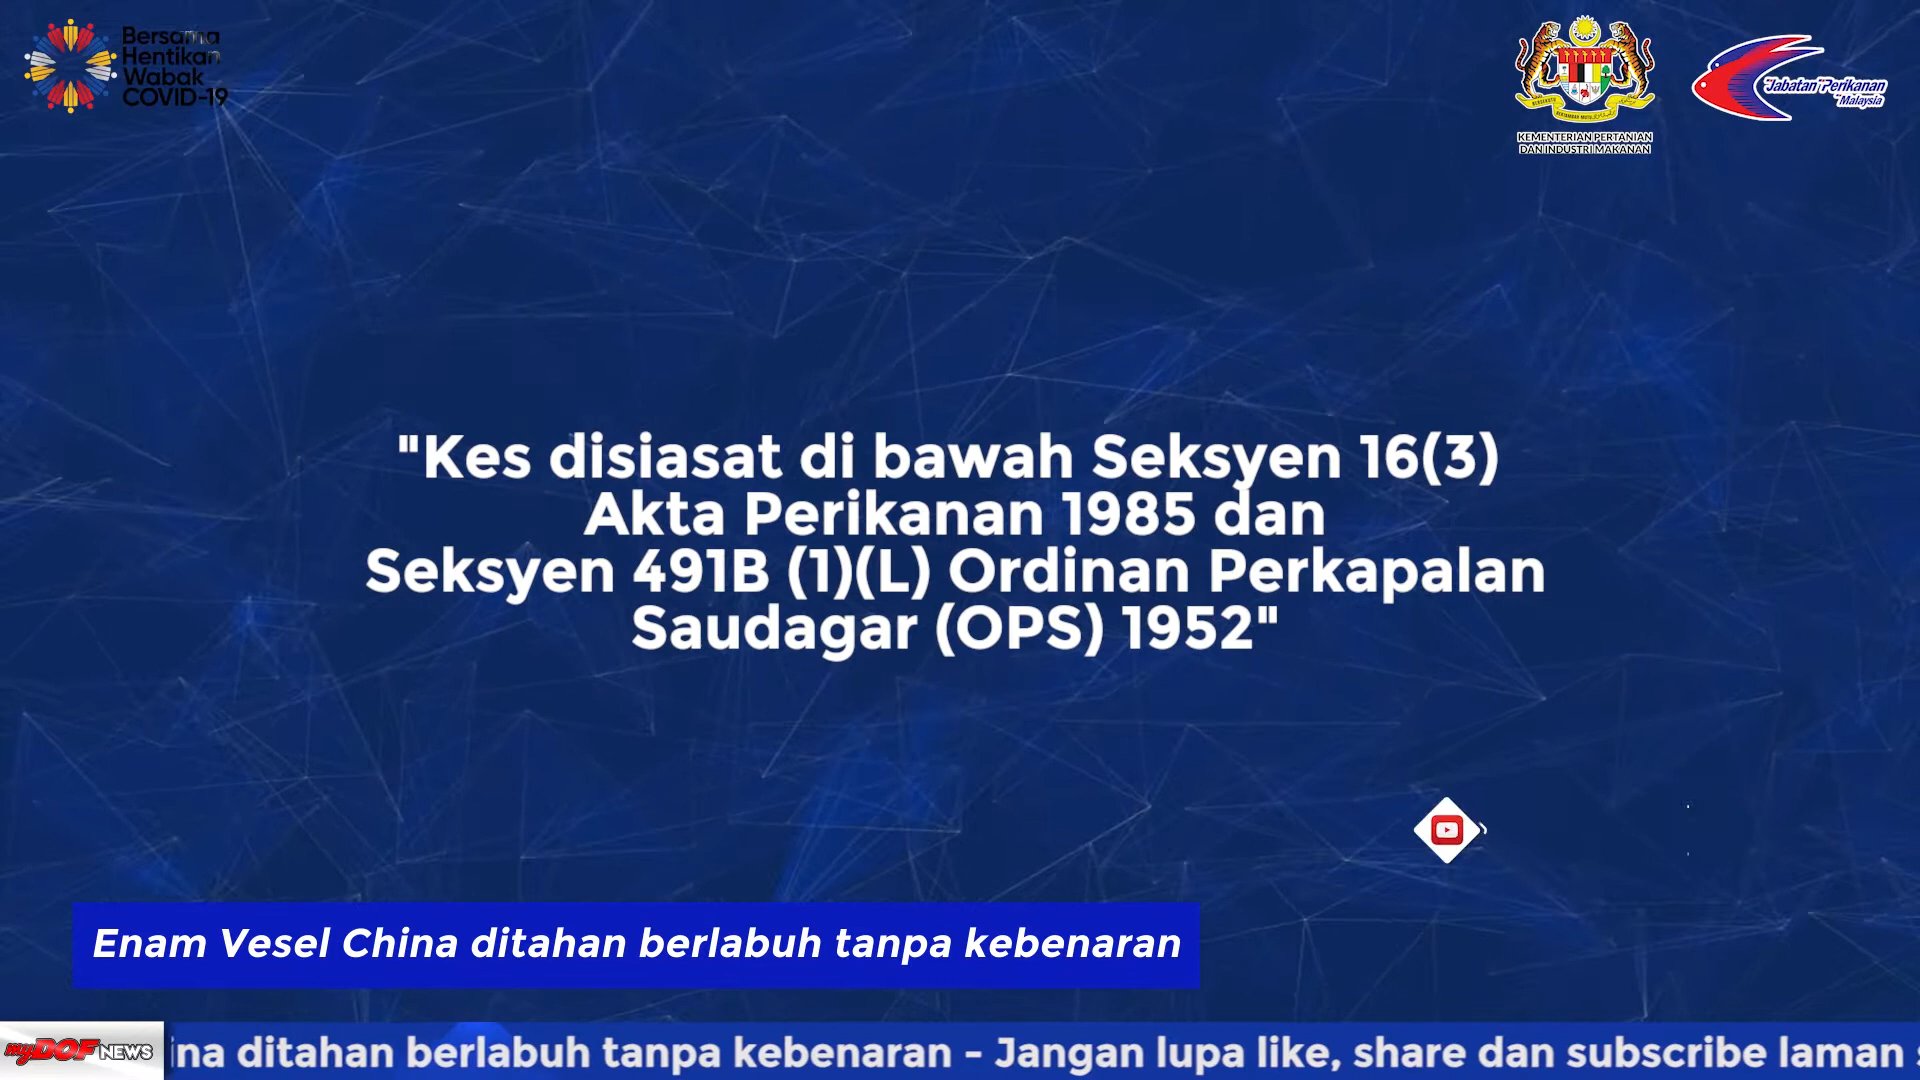 Bersama
Hentikan
Wabak
COVID-19
KEMENTERIAN PERTANIAN
DAN INDUSTRI MAKANAN
Jabatan Perikanan
Malaysia
"Kes disiasat di bawah Seksyen 16(3)
Akta Perikanan 1985 dan
Seksyen 491B (1)(L) Ordinan Perkapalan
Saudagar (OPS) 1952"
Enam Vesel China ditahan berlabuh tanpa kebenaran
myDOF NEWS
ina ditahan berlabuh tanpa kebenaran - Jangan lupa like, share dan subscribe laman